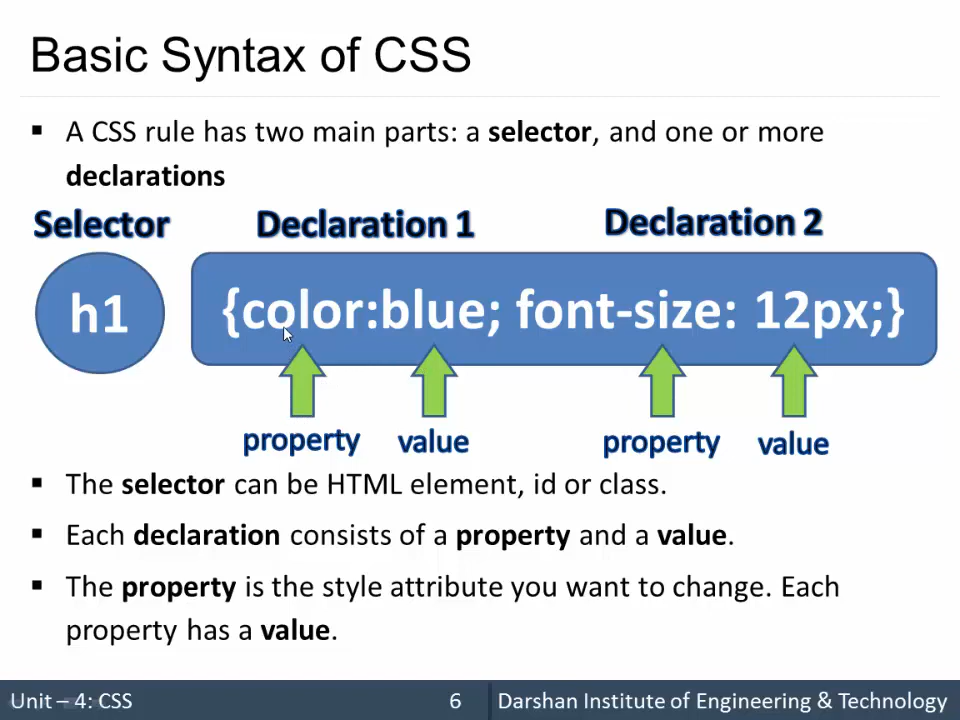 Basic Syntax of CSS
▪ A CSS rule has two main parts: a selector, and one or more
declarations
Selector Declaration 1 Declaration 2
h1 {color:blue; font-size: 12px;}
property value property value
▪ The selector can be HTML element, id or class.
▪ Each declaration consists of a property and a value.
▪ The property is the style attribute you want to change. Each
property has a value.
Unit – 4: CSS 6 Darshan Institute of Engineering & Technology